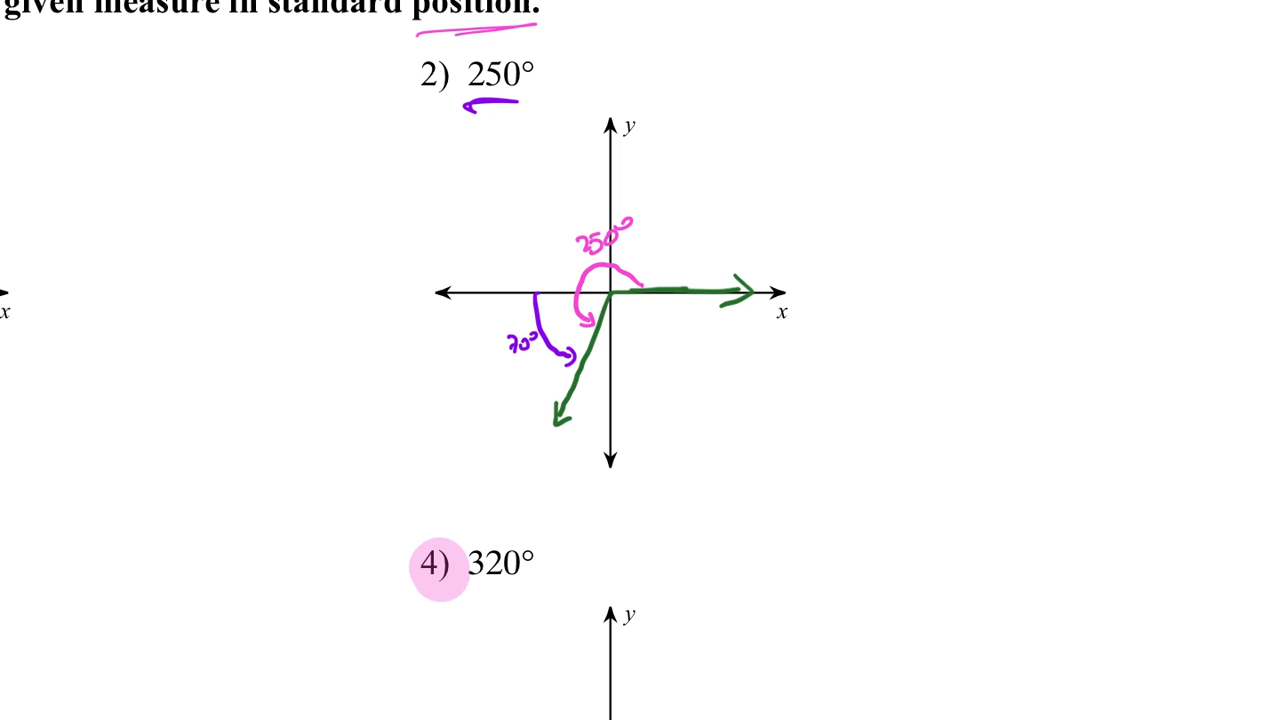 given measure in standard position.
2) 250°
y
250°
x
x
70°
4) 320°
y